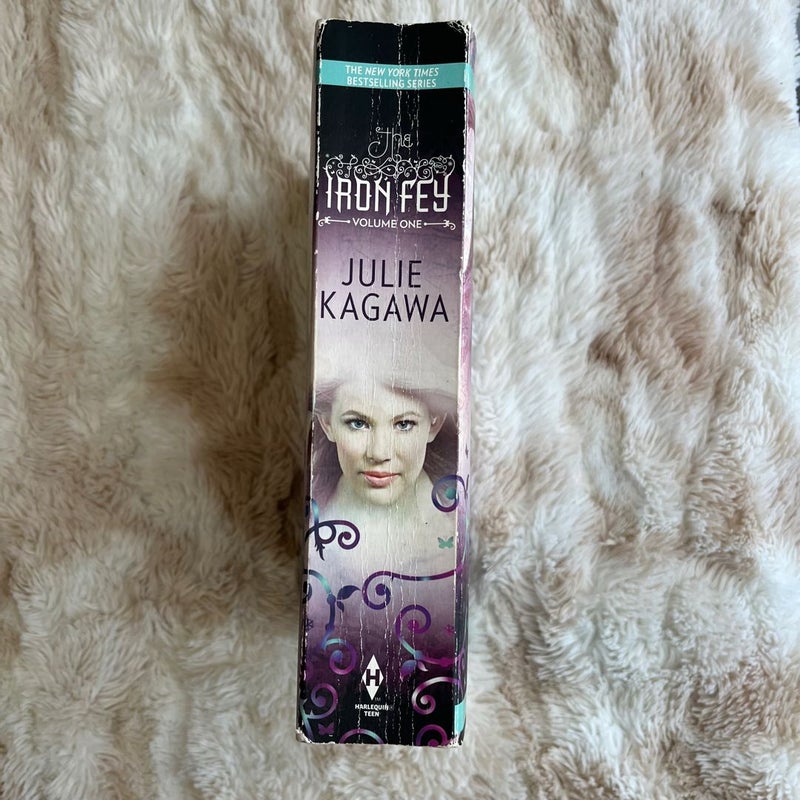 THE NEW YORK TIMES
BESTSELLING SERIES
The
IRON FEY
VOLUME ONE
JULIE
KAGAWA
H
HARLEQUIN
TEEN